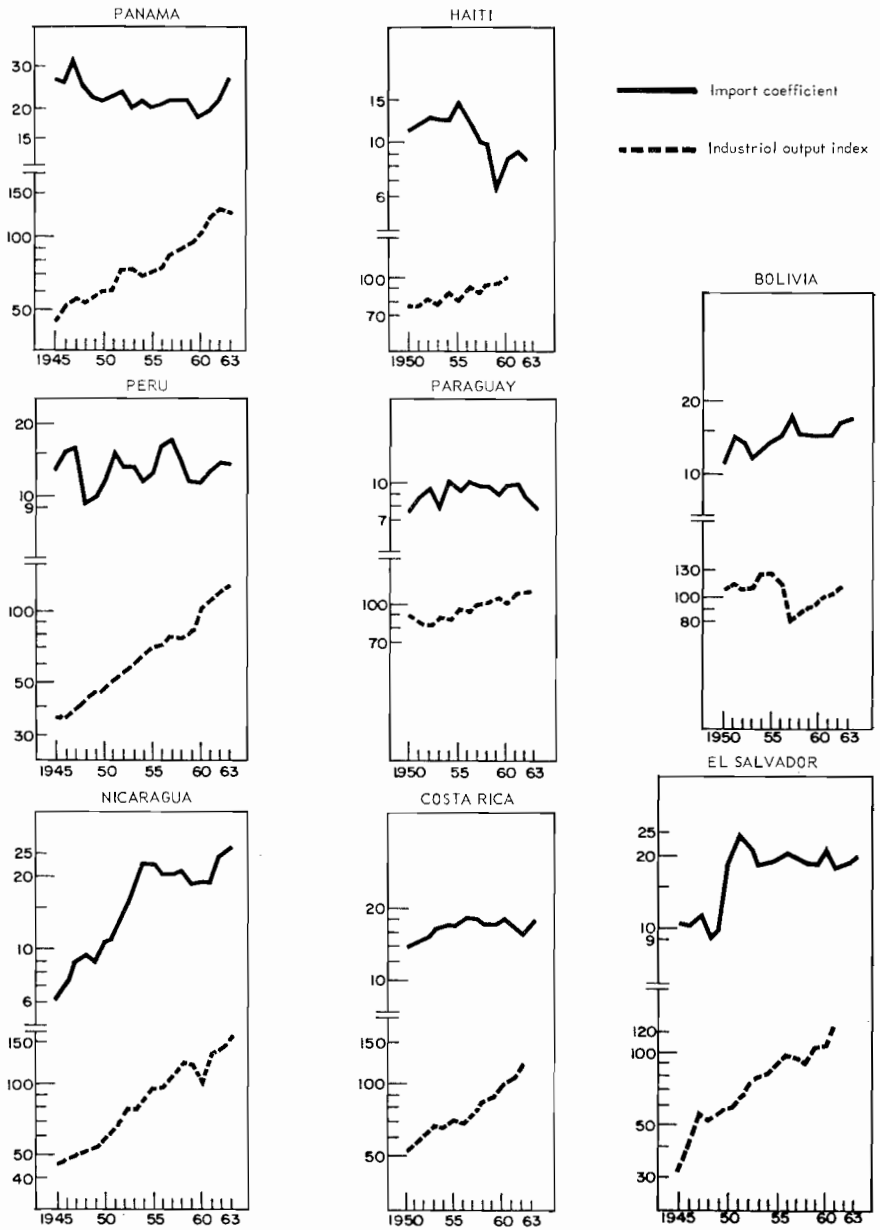 PANAMA
30
20
15
150
100
50
1945 50 55 60 63
HAITI
15
10
6
100
70
1950 55 60
Import coefficient
Industrial output index
BOLIVIA
20
10
130
100
80
1950 55 63
PERU
20
10
9
100
50
30
1945 50 55 60 63
PARAGUAY
10
7
100
70
1950 55 60 63
NICARAGUA
25
20
10
6
150
100
50
40
1945 50 55 60 63
COSTA RICA
20
10
150
100
50
1950 55 60 63
EL SALVADOR
25
20
10
9
120
100
50
30
1945 50 55 60 63